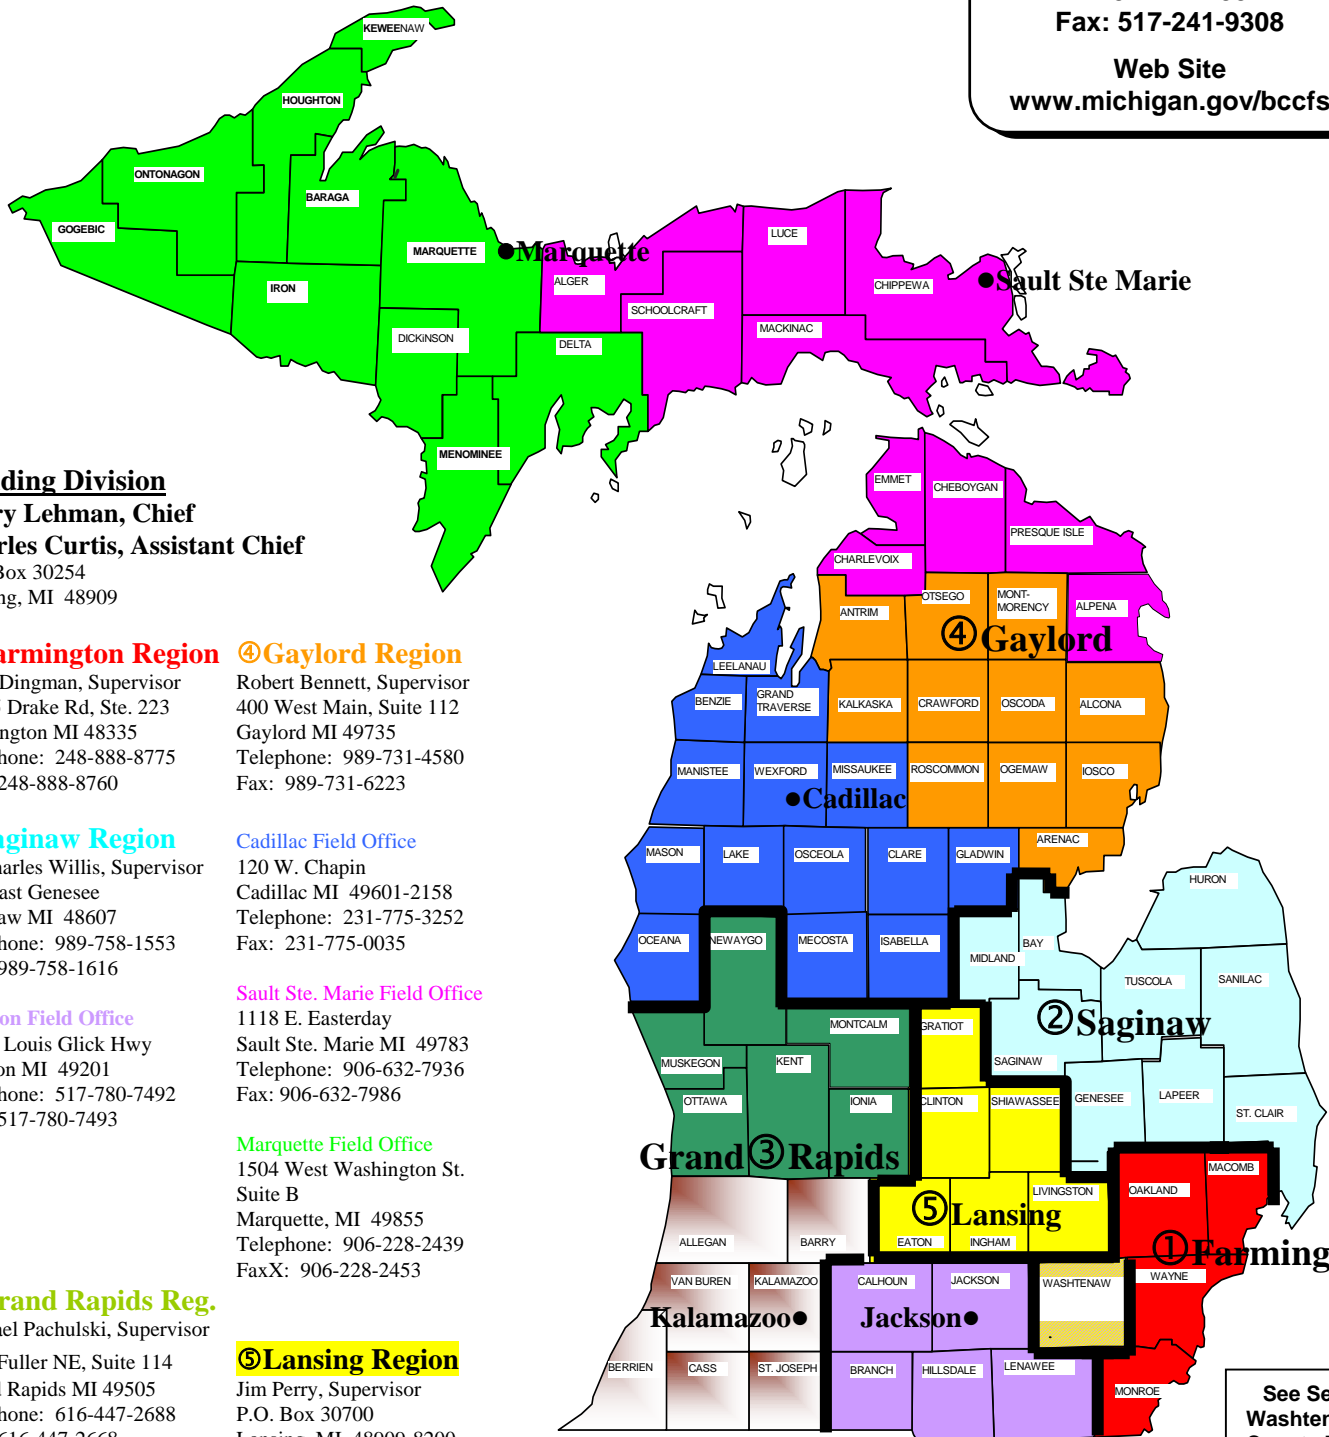 Fax: 517-241-9308
Web Site
www.michigan.gov/bccfs
KEWEENAW
HOUGHTON
ONTONAGON
BARAGA
GOGEBIC
MARQUETTE
●Marquette
LUCE
IRON
ALGER
CHIPPEWA
●Sault Ste Marie
SCHOOLCRAFT
MACKINAC
DICKiNSON
DELTA
MENOMINEE
EMMET
CHEBOYGAN
PRESQUE ISLE
CHARLEVOIX
OTSEGO
MONT-
MORENCY
ANTRIM
ALPENA
④Gaylord
LEELANAU
BENZIE
GRAND
TRAVERSE
KALKASKA
CRAWFORD
OSCODA
ALCONA
MANISTEE
WEXFORD
MISSAUKEE
ROSCOMMON
OGEMAW
IOSCO
●Cadillac
ARENAC
MASON
LAKE
OSCEOLA
CLARE
GLADWIN
HURON
OCEANA
NEWAYGO
MECOSTA
ISABELLA
MIDLAND
BAY
TUSCOLA
SANILAC
②Saginaw
MONTCALM
GRATIOT
SAGINAW
MUSKEGON
KENT
OTTAWA
IONIA
CLINTON
SHIAWASSEE
GENESEE
LAPEER
ST. CLAIR
Grand③Rapids
MACOMB
OAKLAND
LIVINGSTON
⑤Lansing
EATON
INGHAM
ALLEGAN
BARRY
①Farming
WAYNE
VAN BUREN
KALAMAZOO
CALHOUN
JACKSON
WASHTENAW
Kalamazoo●
Jackson●
BERRIEN
CASS
ST. JOSEPH
BRANCH
HILLSDALE
LENAWEE
MONROE
See Se
Washten
ding Division
ry Lehman, Chief
rles Curtis, Assistant Chief
Box 30254
ng, MI 48909
armington Region
Dingman, Supervisor
Drake Rd, Ste. 223
ington MI 48335
hone: 248-888-8775
248-888-8760
aginaw Region
harles Willis, Supervisor
ast Genesee
aw MI 48607
hone: 989-758-1553
989-758-1616
on Field Office
Louis Glick Hwy
on MI 49201
hone: 517-780-7492
517-780-7493
rand Rapids Reg.
nel Pachulski, Supervisor
Fuller NE, Suite 114
d Rapids MI 49505
hone: 616-447-2688
616-447-2668
④Gaylord Region
Robert Bennett, Supervisor
400 West Main, Suite 112
Gaylord MI 49735
Telephone: 989-731-4580
Fax: 989-731-6223
Cadillac Field Office
120 W. Chapin
Cadillac MI 49601-2158
Telephone: 231-775-3252
Fax: 231-775-0035
Sault Ste. Marie Field Office
1118 E. Easterday
Sault Ste. Marie MI 49783
Telephone: 906-632-7936
Fax: 906-632-7986
Marquette Field Office
1504 West Washington St.
Suite B
Marquette, MI 49855
Telephone: 906-228-2439
FaxX: 906-228-2453
⑤Lansing Region
Jim Perry, Supervisor
P.O. Box 30700
Lansing, MI 48909-8200